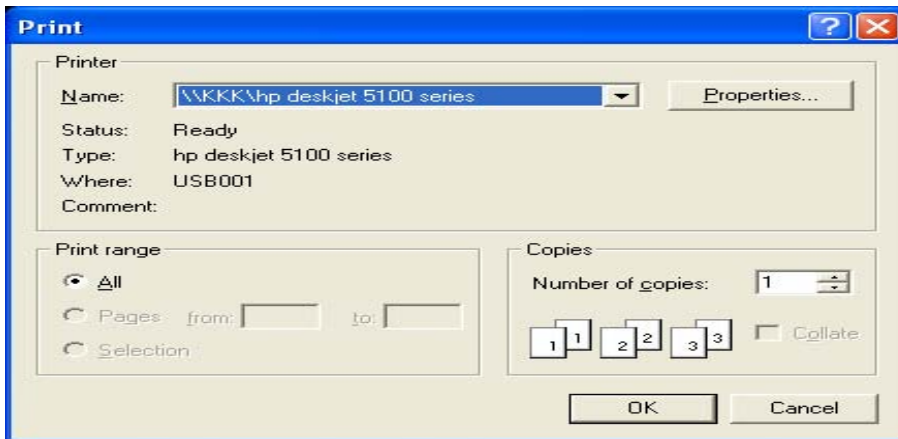 Print
Printer
Name: \\KKK\hp deskjet 5100 series Properties...
Status: Ready
Type: hp deskjet 5100 series
Where: USB001
Comment:
Print range
All
Pages from: to:
Selection
Copies
Number of copies: 1
1 1 2 2 3 3 Collate
OK Cancel